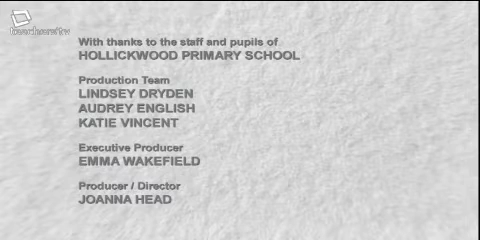 With thanks to the staff and pupils of
HOLLICKWOOD PRIMARY SCHOOL
Production Team
LINDSEY DRYDEN
AUDREY ENGLISH
KATIE VINCENT
Executive Producer
EMMA WAKEFIELD
Producer / Director
JOANNA HEAD